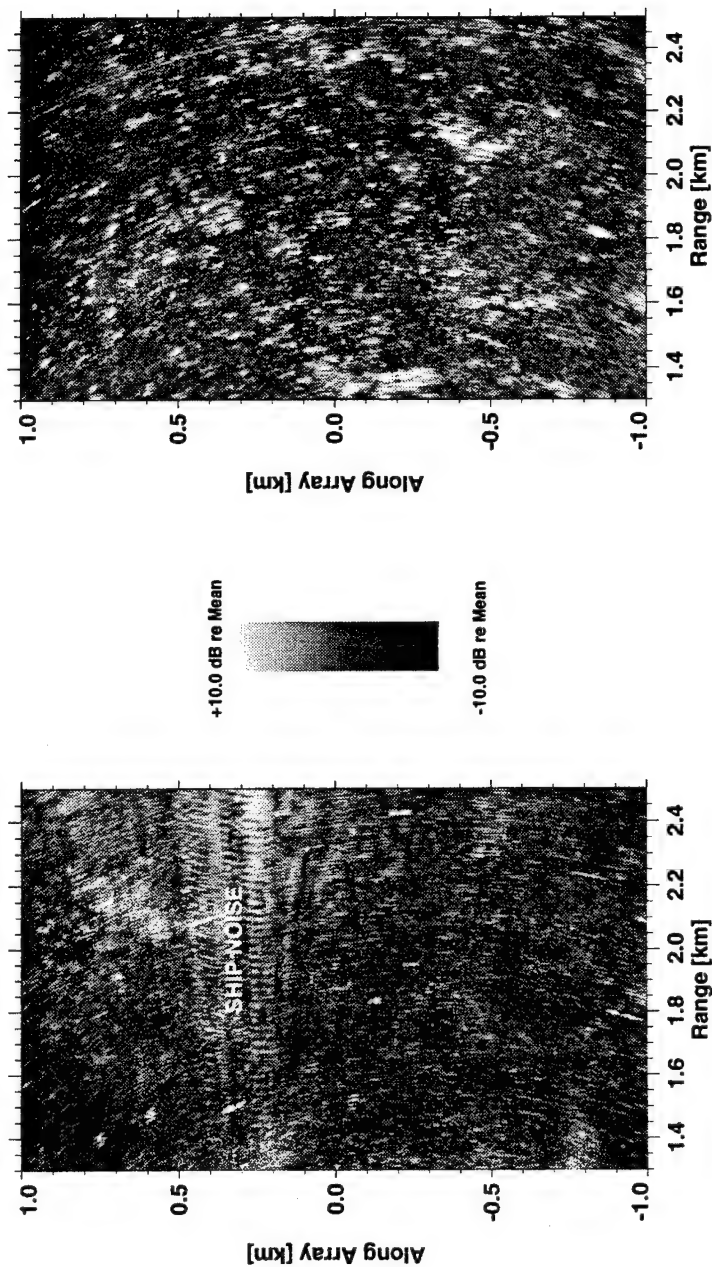 1.0
0.5
0.0
-0.5
-1.0
Along Array [km]
SHIP NOISE
1.4 1.6 1.8 2.0 2.2 2.4
Range [km]
+10.0 dB re Mean
-10.0 dB re Mean
1.0
0.5
0.0
-0.5
-1.0
Along Array [km]
1.4 1.6 1.8 2.0 2.2 2.4
Range [km]